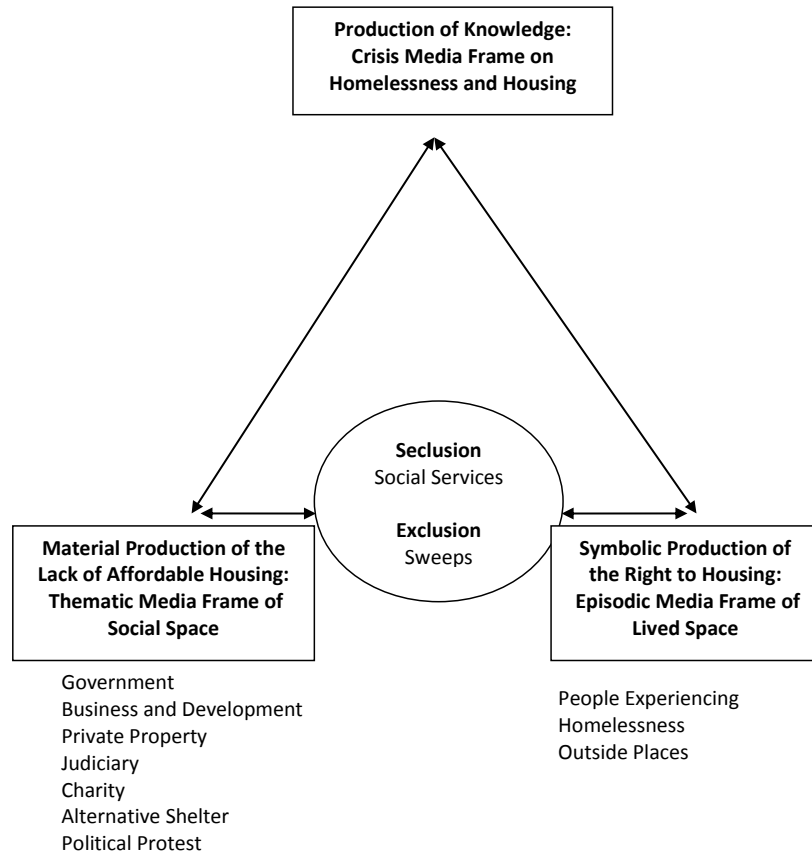 Production of Knowledge:
Crisis Media Frame on
Homelessness and Housing
Seclusion
Social Services
Exclusion
Sweeps
Material Production of the
Lack of Affordable Housing:
Thematic Media Frame of
Social Space
Symbolic Production of
the Right to Housing:
Episodic Media Frame of
Lived Space
Government
Business and Development
Private Property
Judiciary
Charity
Alternative Shelter
Political Protest
People Experiencing
Homelessness
Outside Places